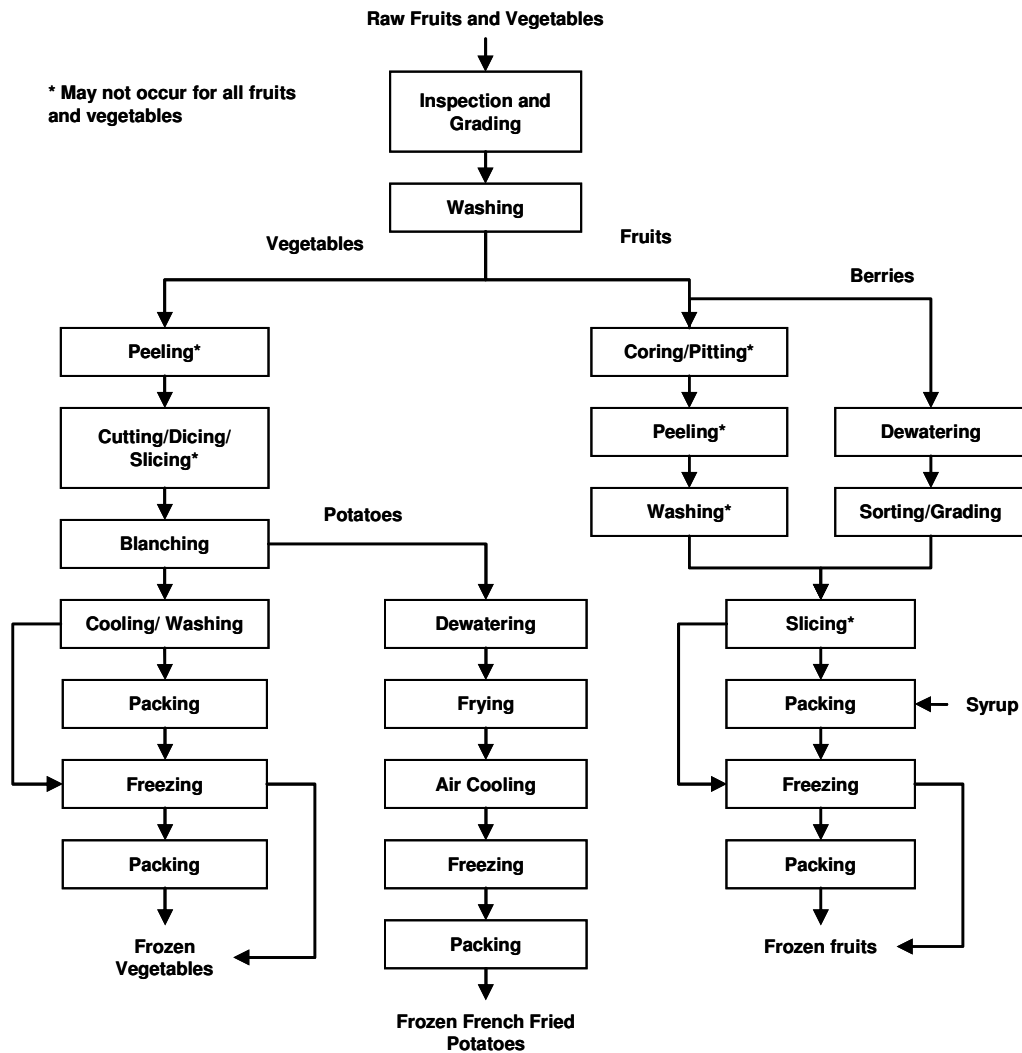 Raw Fruits and Vegetables
* May not occur for all fruits
and vegetables
Inspection and
Grading
Washing
Vegetables
Fruits
Berries
Peeling*
Coring/Pitting*
Cutting/Dicing/
Slicing*
Peeling*
Dewatering
Potatoes
Washing*
Sorting/Grading
Blanching
Cooling/ Washing
Dewatering
Slicing*
Packing
Frying
Packing
Syrup
Freezing
Air Cooling
Freezing
Packing
Freezing
Packing
Frozen
Vegetables
Packing
Frozen fruits
Frozen French Fried
Potatoes